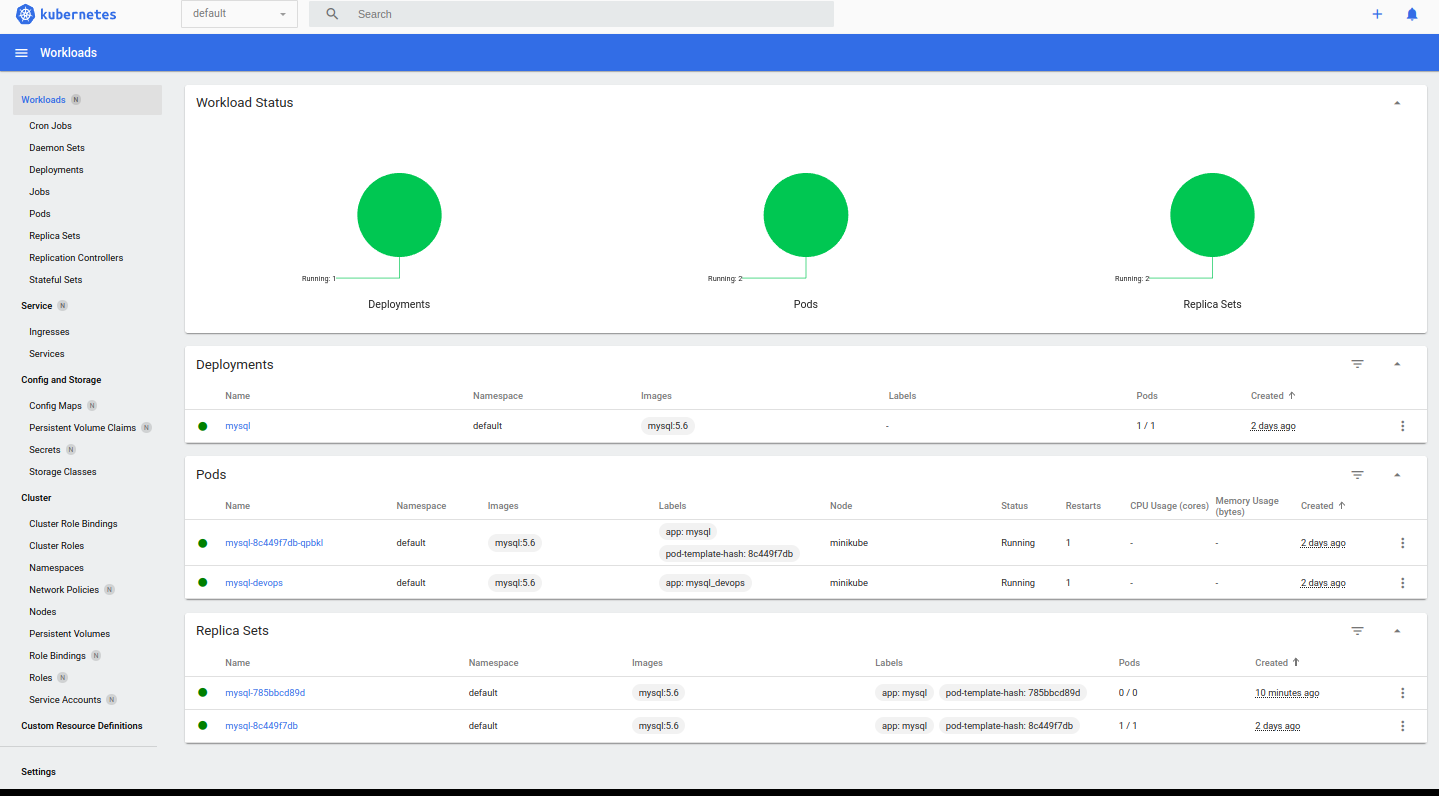 kubernetes
default
Search
Workloads
Workloads N
Cron Jobs
Daemon Sets
Deployments
Jobs
Pods
Replica Sets
Replication Controllers
Stateful Sets
Service N
Ingresses
Services
Config and Storage
Config Maps N
Persistent Volume Claims N
Secrets N
Storage Classes
Cluster
Cluster Role Bindings
Cluster Roles
Namespaces
Network Policies N
Nodes
Persistent Volumes
Role Bindings N
Roles N
Service Accounts N
Custom Resource Definitions
Settings
Workload Status
Running: 1
Deployments
Running: 2
Pods
Running: 2
Replica Sets
Deployments
Name Namespace Images Labels Pods Created
mysql default mysql:5.6 - 1 / 1 2 days ago
Pods
Name Namespace Images Labels Node Status Restarts CPU Usage (cores) Memory Usage (bytes) Created
mysql-8c449f7db-qpbkl default mysql:5.6 app: mysql pod-template-hash: 8c449f7db minikube Running 1 - - 2 days ago
mysql-devops default mysql:5.6 app: mysql_devops minikube Running 1 - - 2 days ago
Replica Sets
Name Namespace Images Labels Pods Created
mysql-785bbcd89d default mysql:5.6 app: mysql pod-template-hash: 785bbcd89d 0 / 0 10 minutes ago
mysql-8c449f7db default mysql:5.6 app: mysql pod-template-hash: 8c449f7db 1 / 1 2 days ago